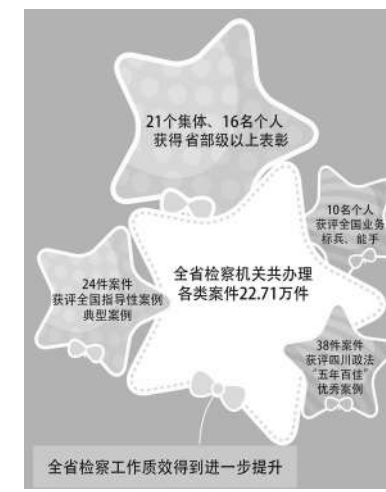 21个集体、16名个人
获得省部级以上表彰
10名个人
获评全国业务
标兵、能手
24件案件
获评全国指导性案例
典型案例
全省检察机关共办理
各类案件22.71万件
38件案件
获评四川政法
“五年百佳”
优秀案例
全省检察工作质效得到进一步提升